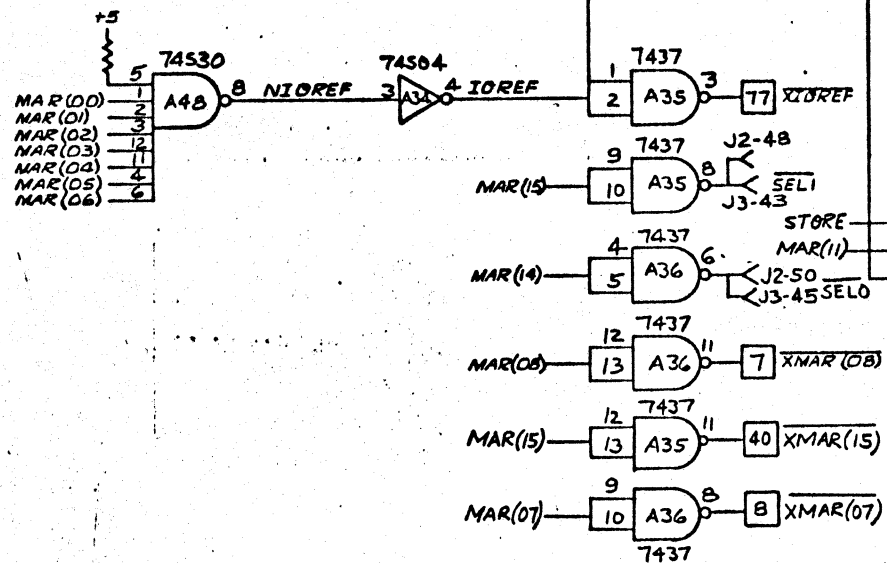 +5
74S30
5
1
2
3
12
11
4
6
MAR(00)
MAR(01)
MAR(02)
MAR(03)
MAR(04)
MAR(05)
MAR(06)
A48
8
NIOREF
74S04
3
A34
4
IOREF
7437
1
2
A35
3
77
XIOREF
7437
MAR(15)
9
10
A35
8
J2-48
SEL1
J3-43
STORE
MAR(11)
7437
MAR(14)
4
5
A36
6
J2-50
J3-45
SEL0
7437
MAR(08)
12
13
A36
11
7
XMAR(08)
7437
MAR(15)
12
13
A35
11
40
XMAR(15)
MAR(07)
9
10
A36
8
8
XMAR(07)
7437